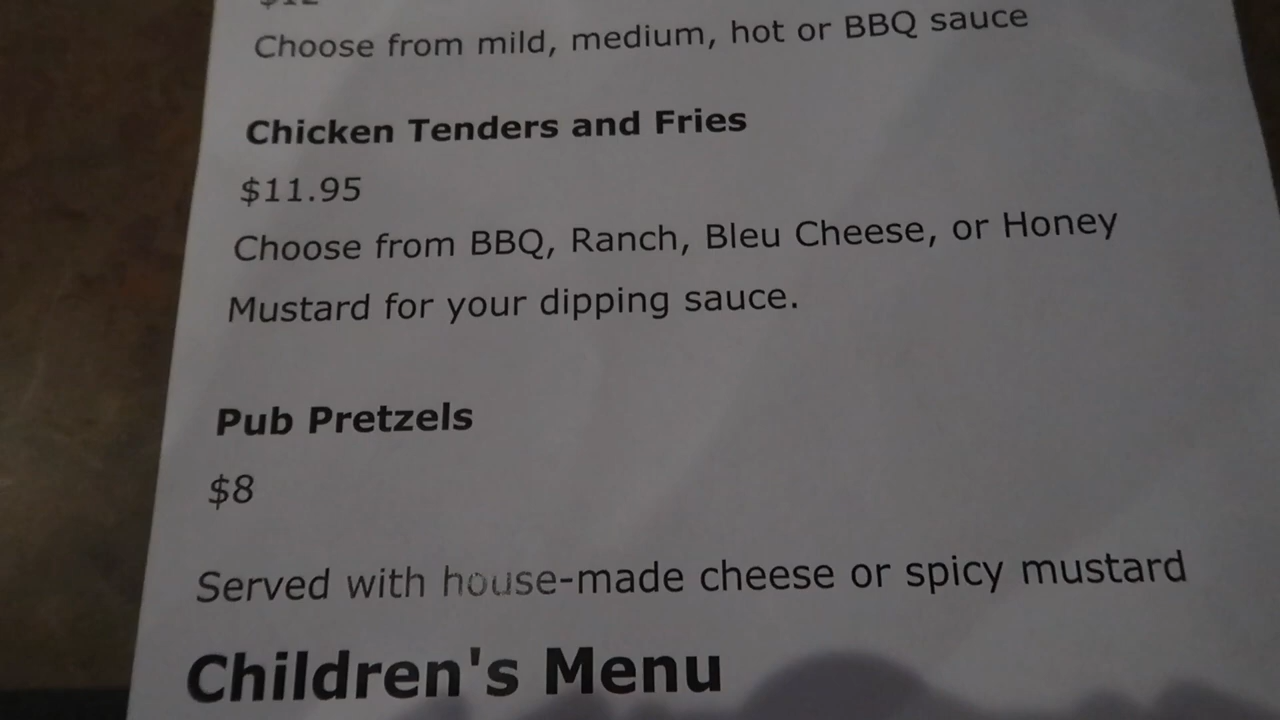 $12
Choose from mild, medium, hot or BBQ sauce
Chicken Tenders and Fries
$11.95
Choose from BBQ, Ranch, Bleu Cheese, or Honey
Mustard for your dipping sauce.
Pub Pretzels
$8
Served with house-made cheese or spicy mustard
Children's Menu